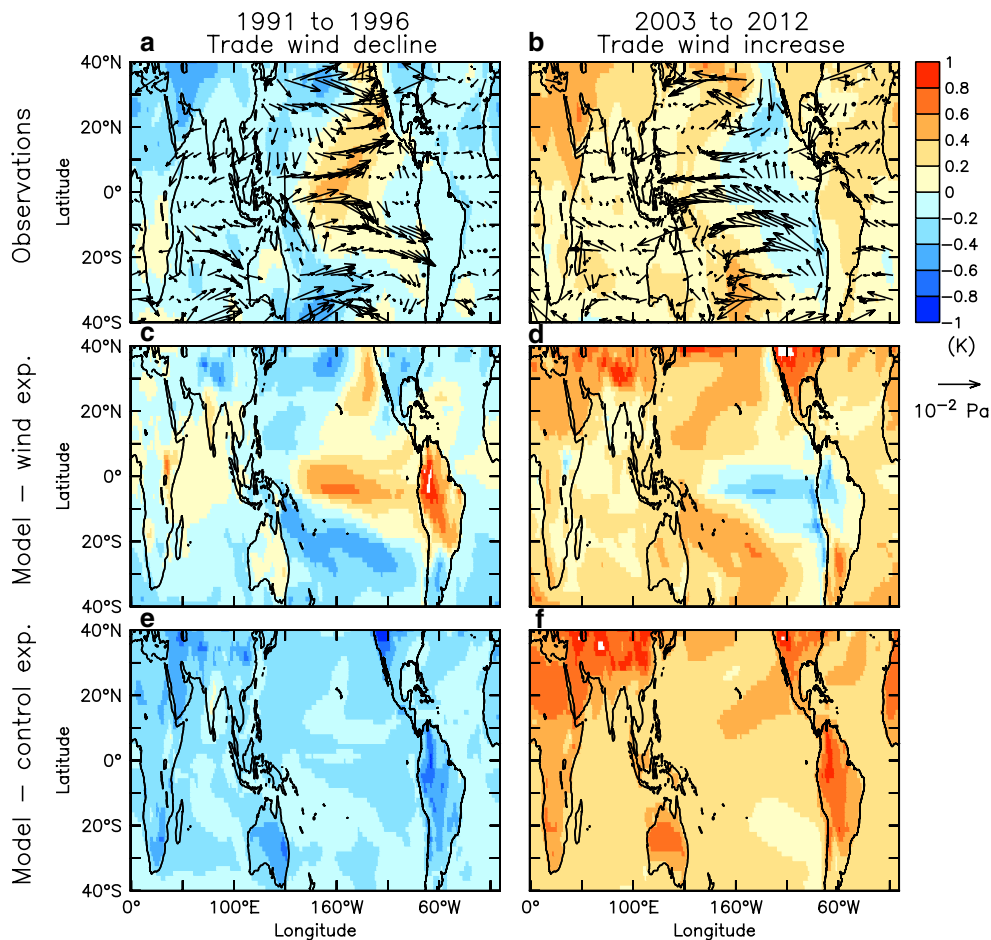 1991 to 1996
Trade wind decline
2003 to 2012
Trade wind increase
a
b
Observations
Latitude
40°N
20°N
0°
20°S
40°S
1
0.8
0.6
0.4
0.2
0
−0.2
−0.4
−0.6
−0.8
−1
(K)
10−2 Pa
c
d
Model − wind exp.
Latitude
40°N
20°N
0°
20°S
40°S
e
f
Model − control exp.
Latitude
40°N
20°N
0°
20°S
40°S
0°
100°E
160°W
60°W
0°
100°E
160°W
60°W
Longitude
Longitude